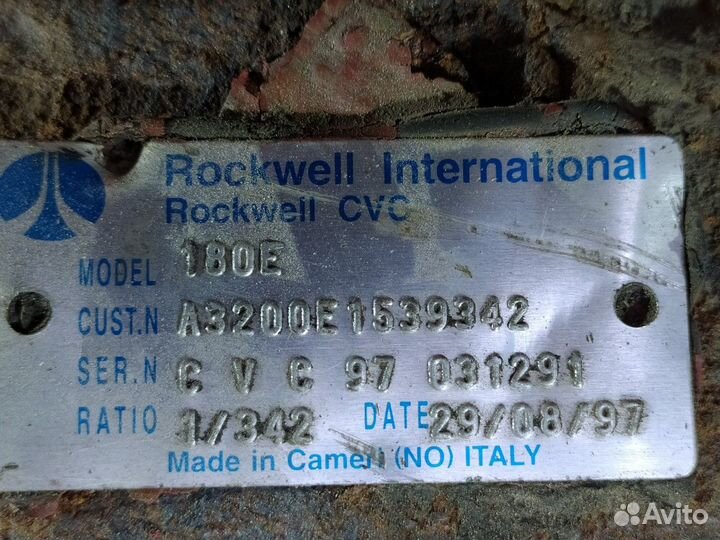 Rockwell International
Rockwell CVC
MODEL 180E
CUST.N A3200E1539342
SER.N C V C 97 031291
RATIO 1/342 DATE 29/08/97
Made in Cameri (NO) ITALY
Avito